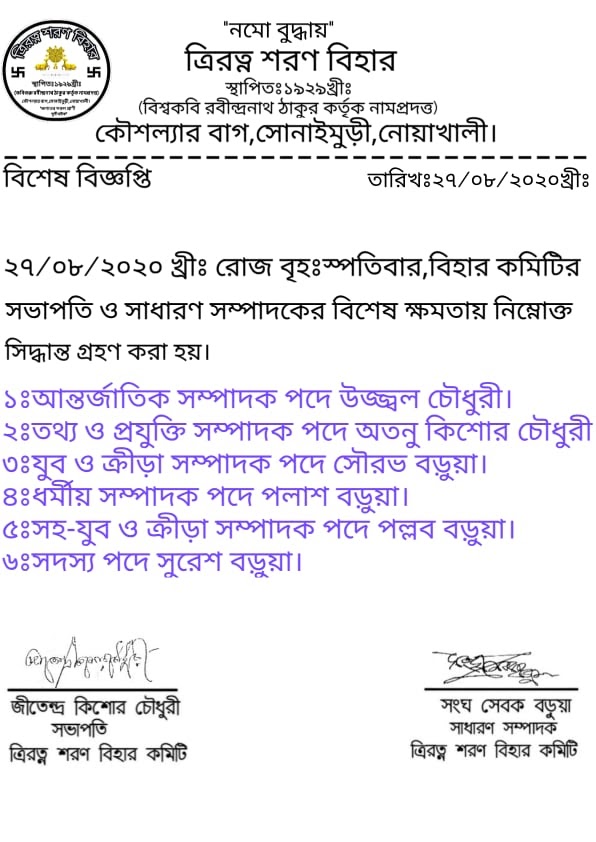 "নমো বুদ্ধায়"
ত্রিরত্ন শরণ বিহার
স্থাপিতঃ১৯২৯খ্রীঃ
(বিশ্বকবি রবীন্দ্রনাথ ঠাকুর কর্তৃক নামপ্রদত্ত)
কৌশল্যার বাগ,সোনাইমুড়ী,নোয়াখালী।
ত্রিরত্ন শরণ বিহার
স্থাপিতঃ১৯২৯খ্রীঃ
বিশেষ বিজ্ঞপ্তি তারিখঃ২৭/০৮/২০২০খ্রীঃ
২৭/০৮/২০২০ খ্রীঃ রোজ বৃহঃস্পতিবার,বিহার কমিটির
সভাপতি ও সাধারণ সম্পাদকের বিশেষ ক্ষমতায় নিম্নোক্ত
সিদ্ধান্ত গ্রহণ করা হয়।
১ঃআন্তর্জাতিক সম্পাদক পদে উজ্জ্বল চৌধুরী।
২ঃতথ্য ও প্রযুক্তি সম্পাদক পদে অতনু কিশোর চৌধুরী
৩ঃযুব ও ক্রীড়া সম্পাদক পদে সৌরভ বড়ুয়া।
৪ঃধর্মীয় সম্পাদক পদে পলাশ বড়ুয়া।
৫ঃসহ-যুব ও ক্রীড়া সম্পাদক পদে পল্লব বড়ুয়া।
৬ঃসদস্য পদে সুরেশ বড়ুয়া।
জীতেন্দ্র কিশোর চৌধুরী
সভাপতি
ত্রিরত্ন শরণ বিহার কমিটি
সংঘ সেবক বড়ুয়া
সাধারণ সম্পাদক
ত্রিরত্ন শরণ বিহার কমিটি